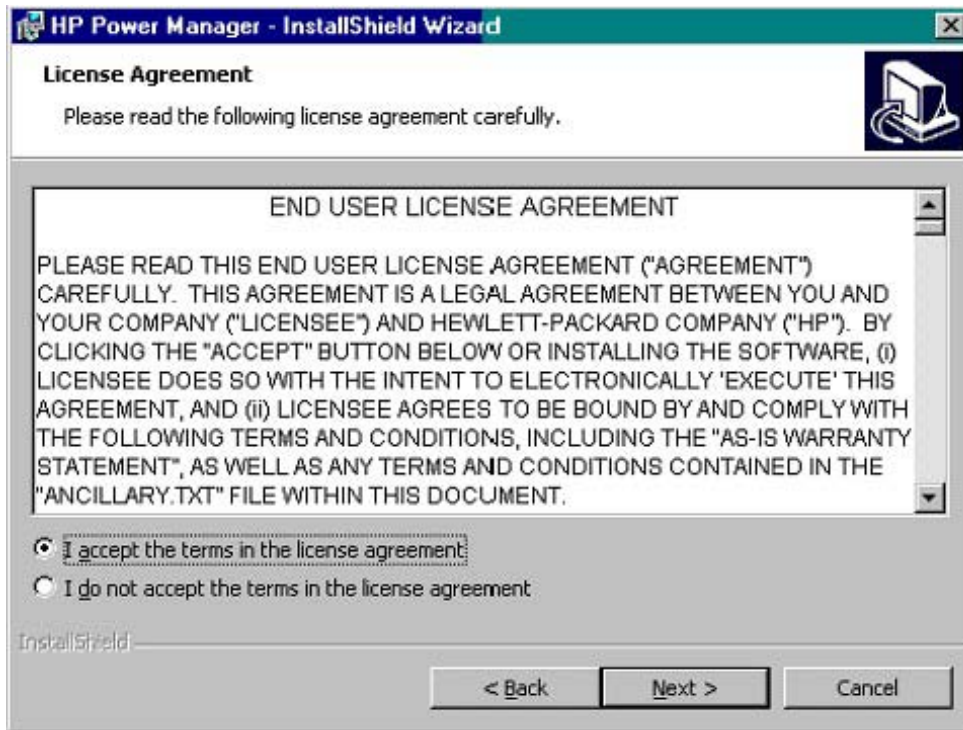 HP Power Manager - InstallShield Wizard
License Agreement
Please read the following license agreement carefully.
END USER LICENSE AGREEMENT
PLEASE READ THIS END USER LICENSE AGREEMENT ("AGREEMENT")
CAREFULLY. THIS AGREEMENT IS A LEGAL AGREEMENT BETWEEN YOU AND
YOUR COMPANY ("LICENSEE") AND HEWLETT-PACKARD COMPANY ("HP"). BY
CLICKING THE "ACCEPT" BUTTON BELOW OR INSTALLING THE SOFTWARE, (i)
LICENSEE DOES SO WITH THE INTENT TO ELECTRONICALLY 'EXECUTE' THIS
AGREEMENT, AND (ii) LICENSEE AGREES TO BE BOUND BY AND COMPLY WITH
THE FOLLOWING TERMS AND CONDITIONS, INCLUDING THE "AS-IS WARRANTY
STATEMENT", AS WELL AS ANY TERMS AND CONDITIONS CONTAINED IN THE
"ANCILLARY.TXT" FILE WITHIN THIS DOCUMENT.
I accept the terms in the license agreement
I do not accept the terms in the license agreement
InstallShield
< Back
Next >
Cancel